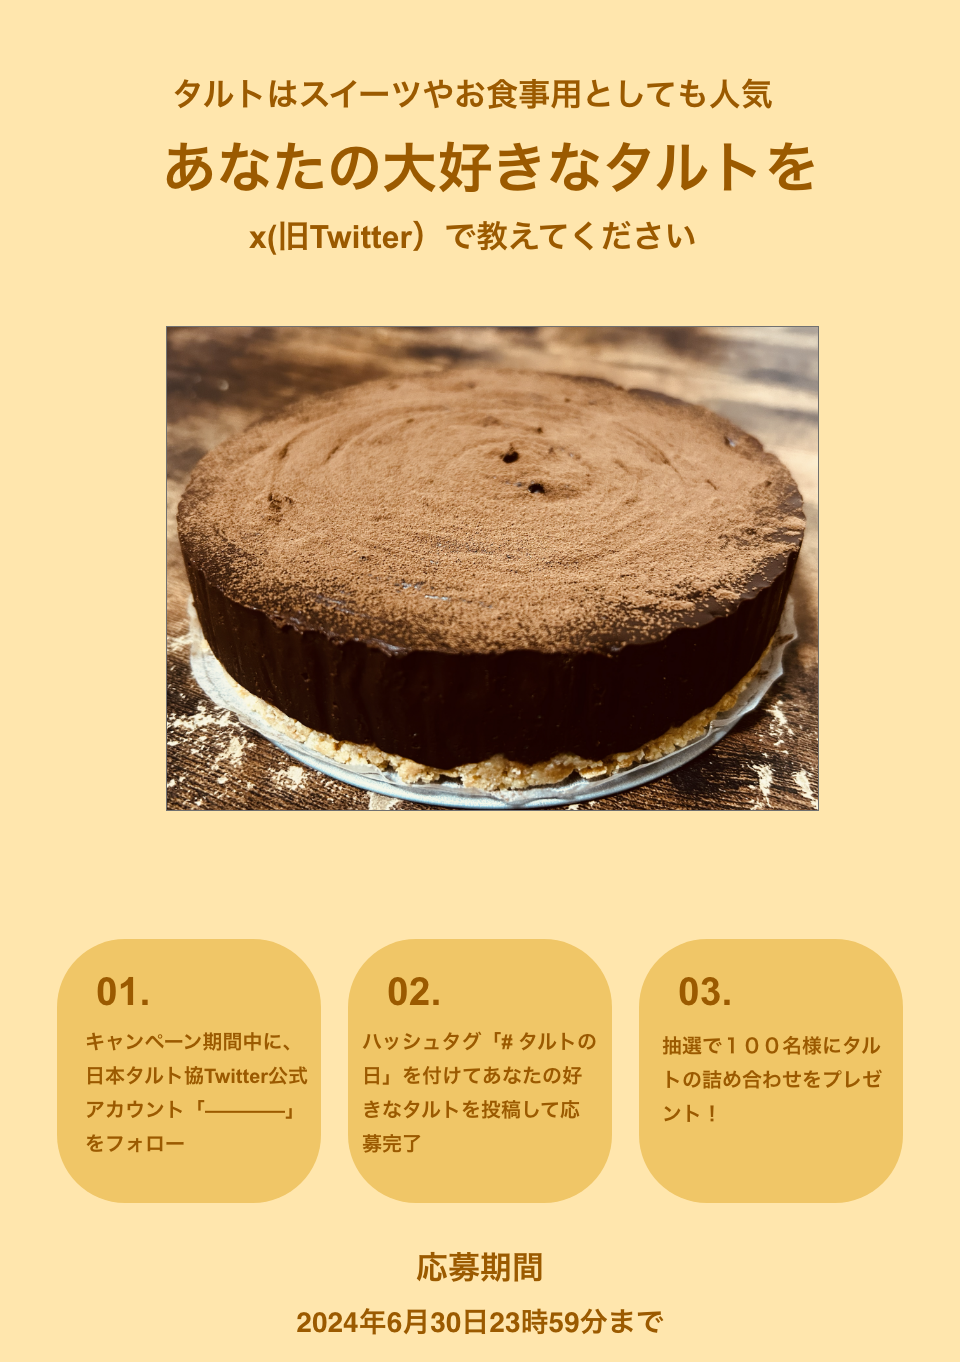 タルトはスイーツやお食事用としても人気
あなたの大好きなタルトを
x(旧Twitter）で教えてください
01.
キャンペーン期間中に、
日本タルト協Twitter公式
アカウント「————」
をフォロー
02.
ハッシュタグ「# タルトの
日」を付けてあなたの好
きなタルトを投稿して応
募完了
03.
抽選で１００名様にタル
トの詰め合わせをプレゼ
ント！
応募期間
2024年6月30日23時59分まで